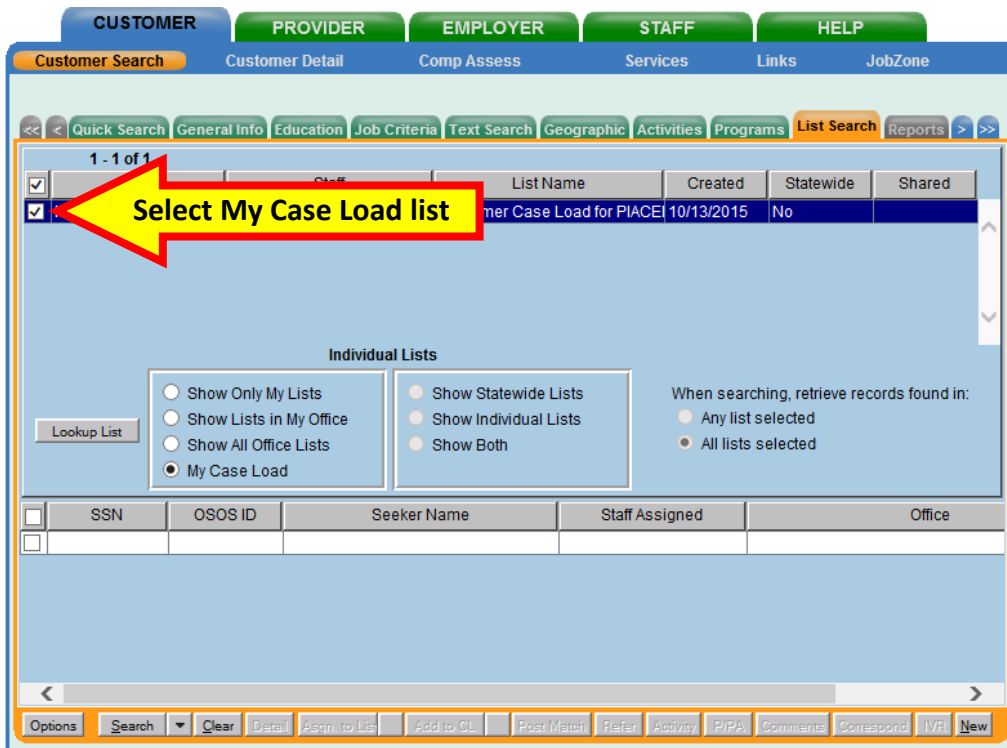 CUSTOMER PROVIDER EMPLOYER STAFF HELP
Customer Search Customer Detail Comp Assess Services Links JobZone
<< < Quick Search General Info Education Job Criteria Text Search Geographic Activities Programs List Search Reports > >>
1 - 1 of 1
Staff List Name Created Statewide Shared
Select My Case Load list
Case Load for PIACE 10/13/2015 No
Individual Lists
Show Only My Lists Show Statewide Lists When searching, retrieve records found in:
Show Lists in My Office Show Individual Lists Any list selected
Lookup List
Show All Office Lists Show Both All lists selected
My Case Load
SSN OSOS ID Seeker Name Staff Assigned Office
< >
Options Search Clear Detail Asgn. to List Add to CL Post Match Refer Activity P/PA Comments Correspond IVR New